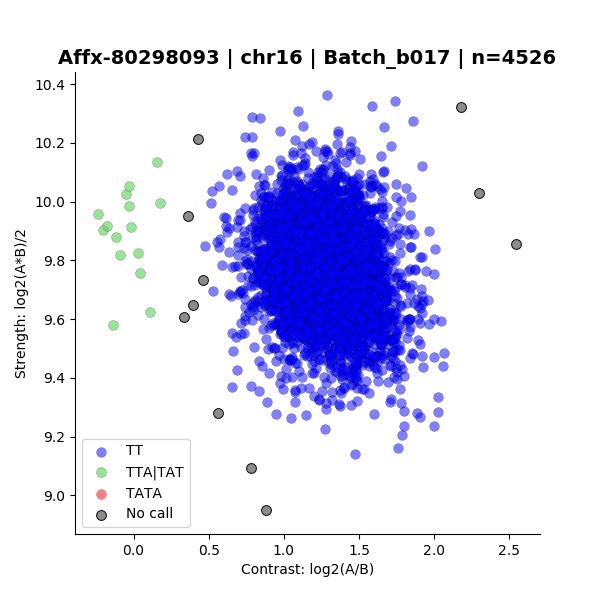 Affx-80298093 | chr16 | Batch_b017 | n=4526
10.4
10.2
10.0
9.8
9.6
9.4
9.2
9.0
Strength: log2(A*B)/2
TT
TTA|TAT
TATA
No call
0.0 0.5 1.0 1.5 2.0 2.5
Contrast: log2(A/B)